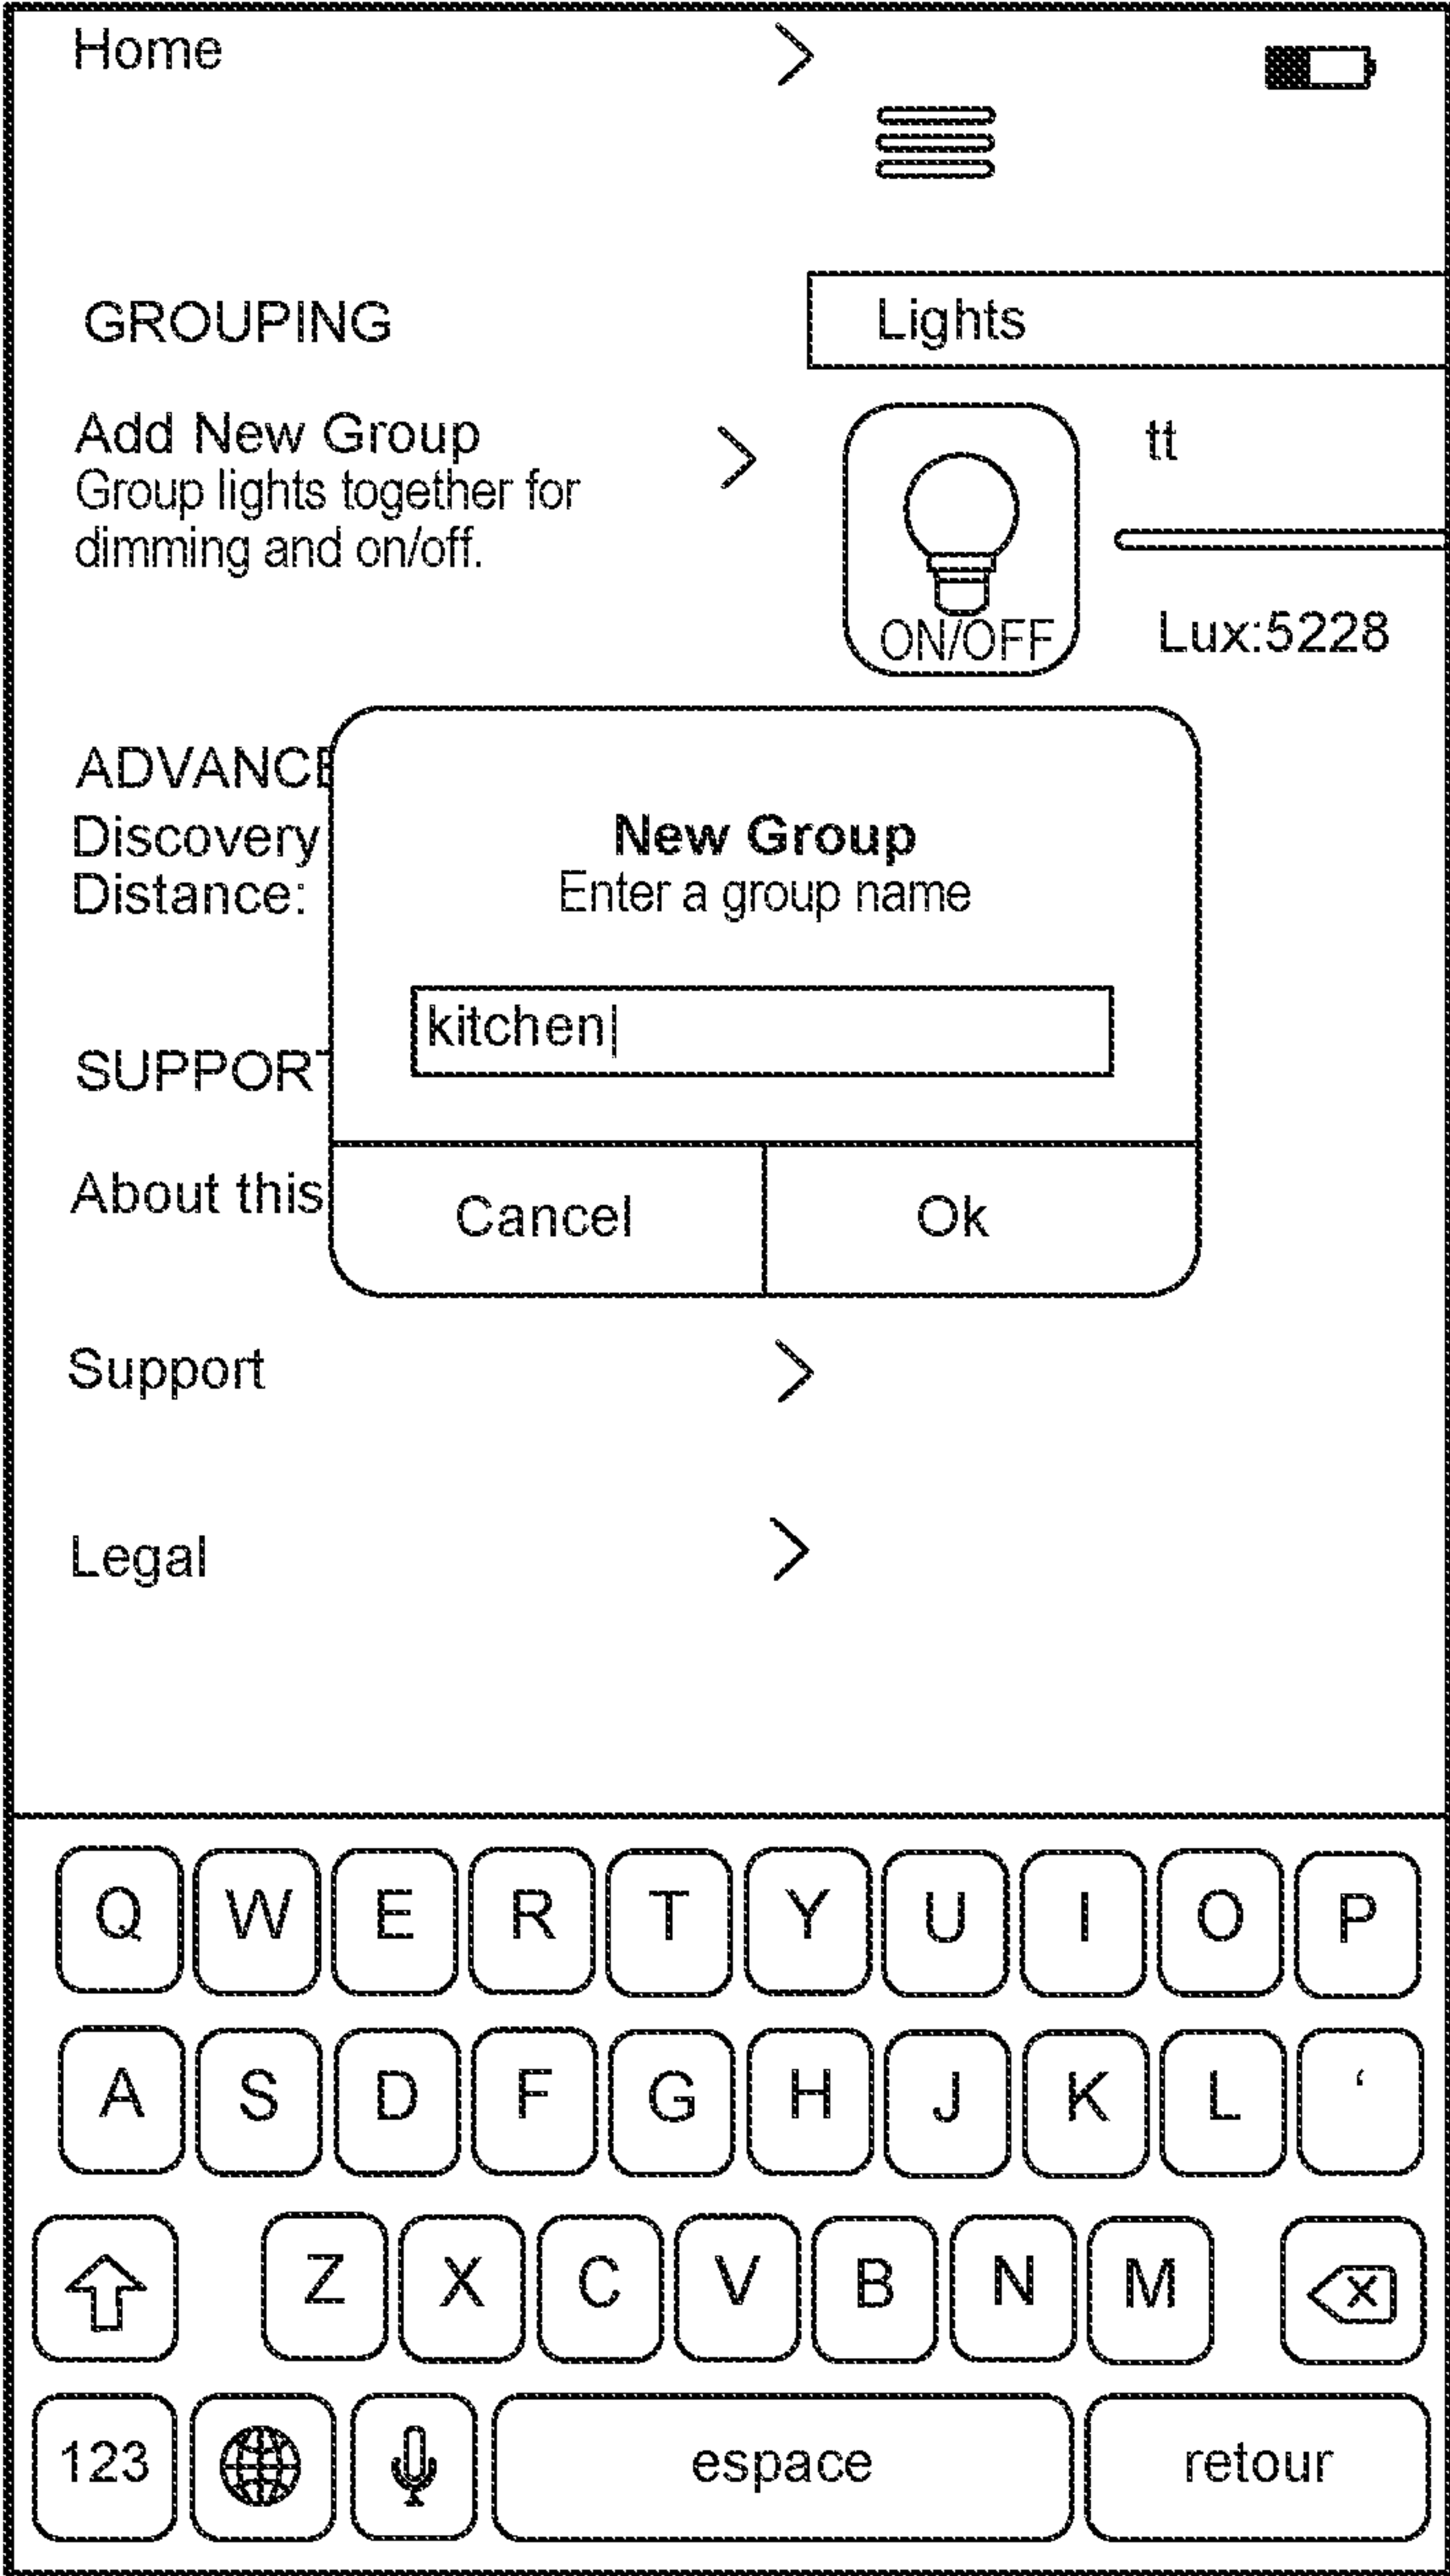 Home
GROUPING
Lights
Add New Group
Group lights together for
dimming and on/off.
tt
ON/OFF
Lux:5228
ADVANCE
Discovery
Distance:
New Group
Enter a group name
kitchen
SUPPORT
About this
Cancel
Ok
Support
Legal
Q W E R T Y U I O P
A S D F G H J K L ‘
Z X C V B N M
123 espace retour